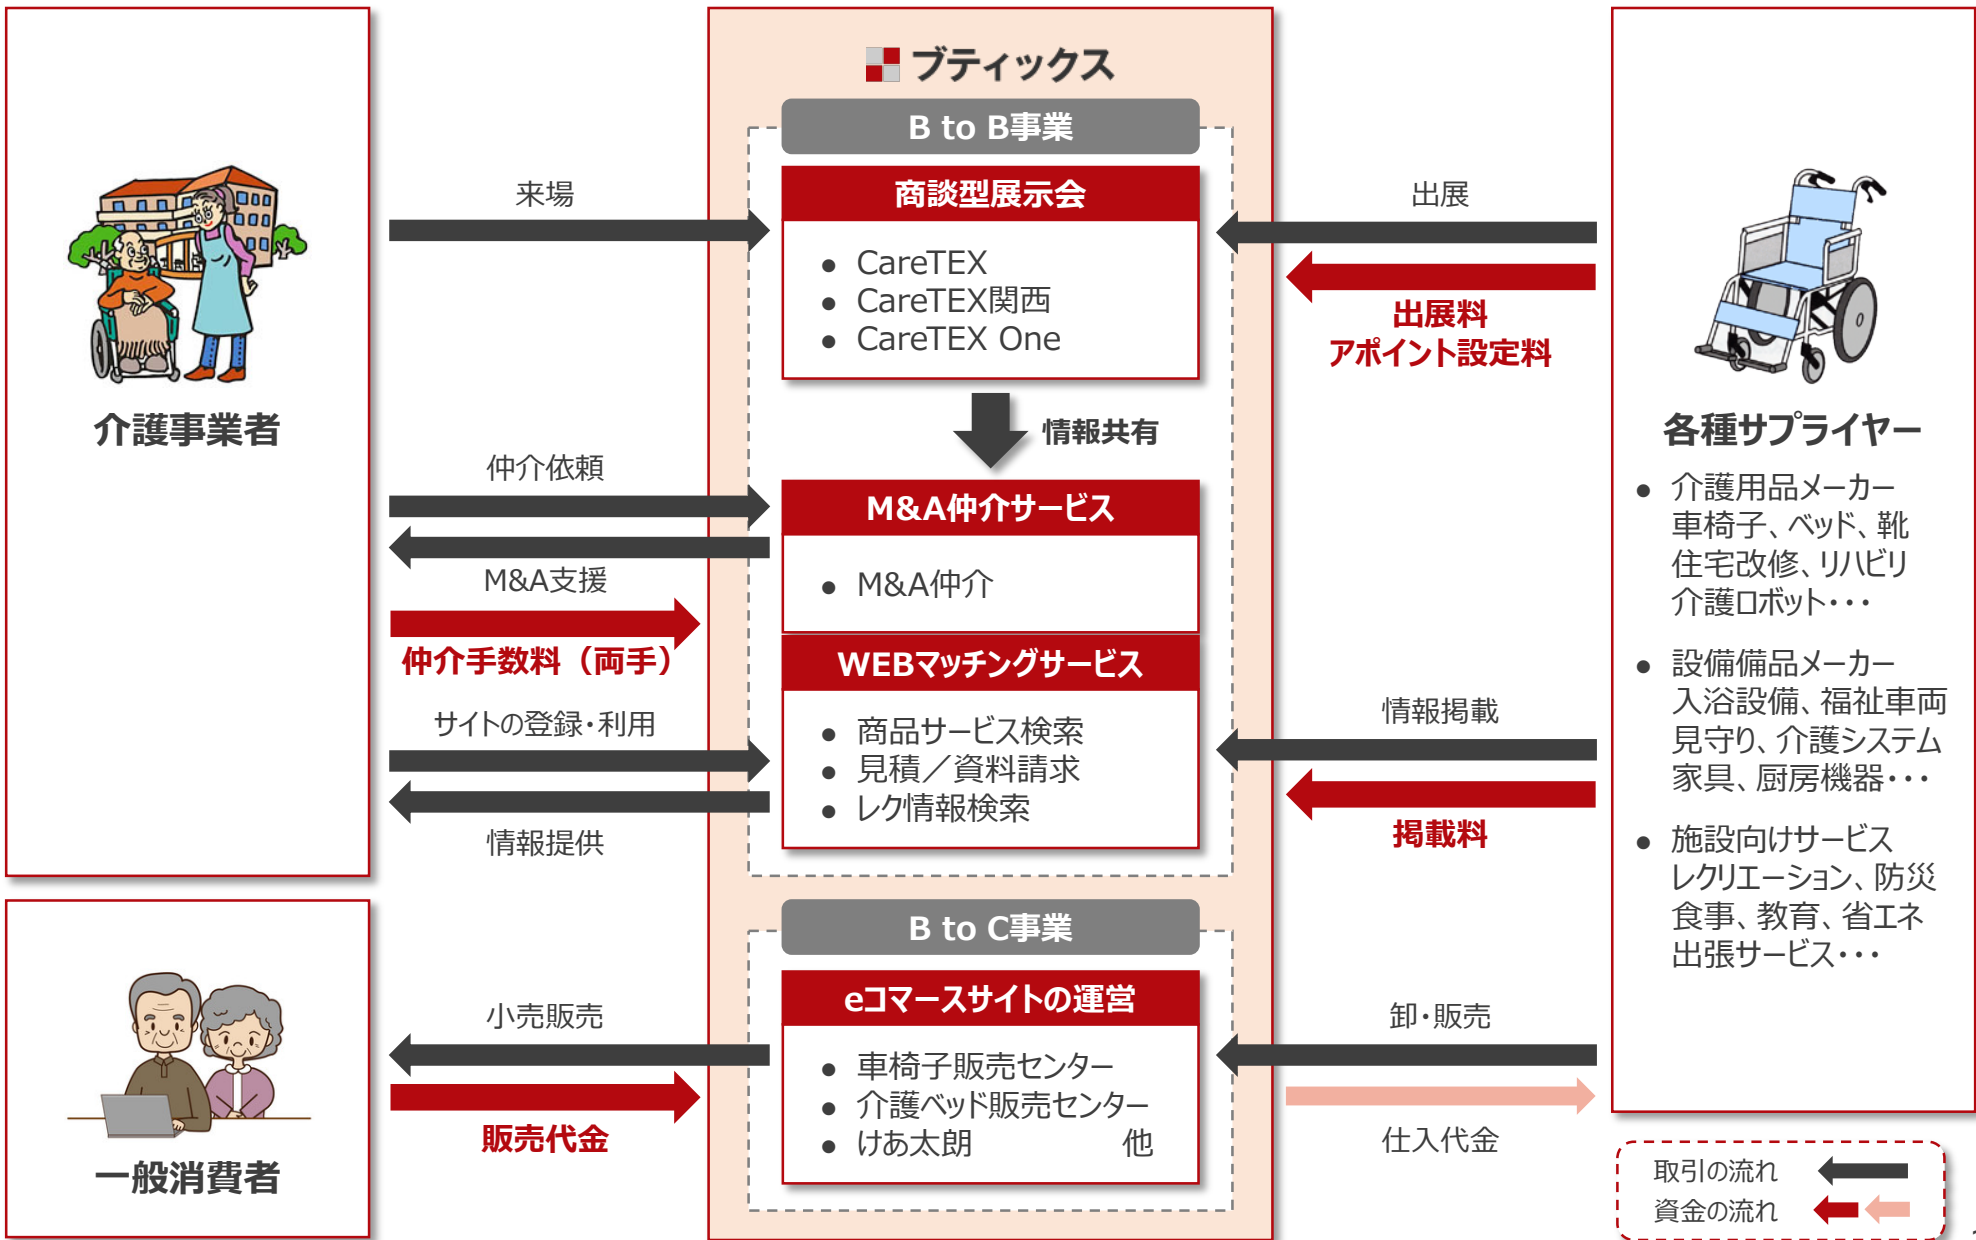 ブティックス
B to B事業
商談型展示会
● CareTEX
● CareTEX関西
● CareTEX One
情報共有
M&A仲介サービス
● M&A仲介
WEBマッチングサービス
● 商品サービス検索
● 見積／資料請求
● レク情報検索
B to C事業
eコマースサイトの運営
● 車椅子販売センター
● 介護ベッド販売センター
● けあ太朗 他
介護事業者
来場
仲介依頼
M&A支援
仲介手数料（両手）
サイトの登録・利用
情報提供
一般消費者
小売販売
販売代金
出展
出展料
アポイント設定料
情報掲載
掲載料
卸・販売
仕入代金
各種サプライヤー
● 介護用品メーカー
車椅子、ベッド、靴
住宅改修、リハビリ
介護ロボット・・・
● 設備備品メーカー
入浴設備、福祉車両
見守り、介護システム
家具、厨房機器・・・
● 施設向けサービス
レクリエーション、防災
食事、教育、省エネ
出張サービス・・・
取引の流れ
資金の流れ